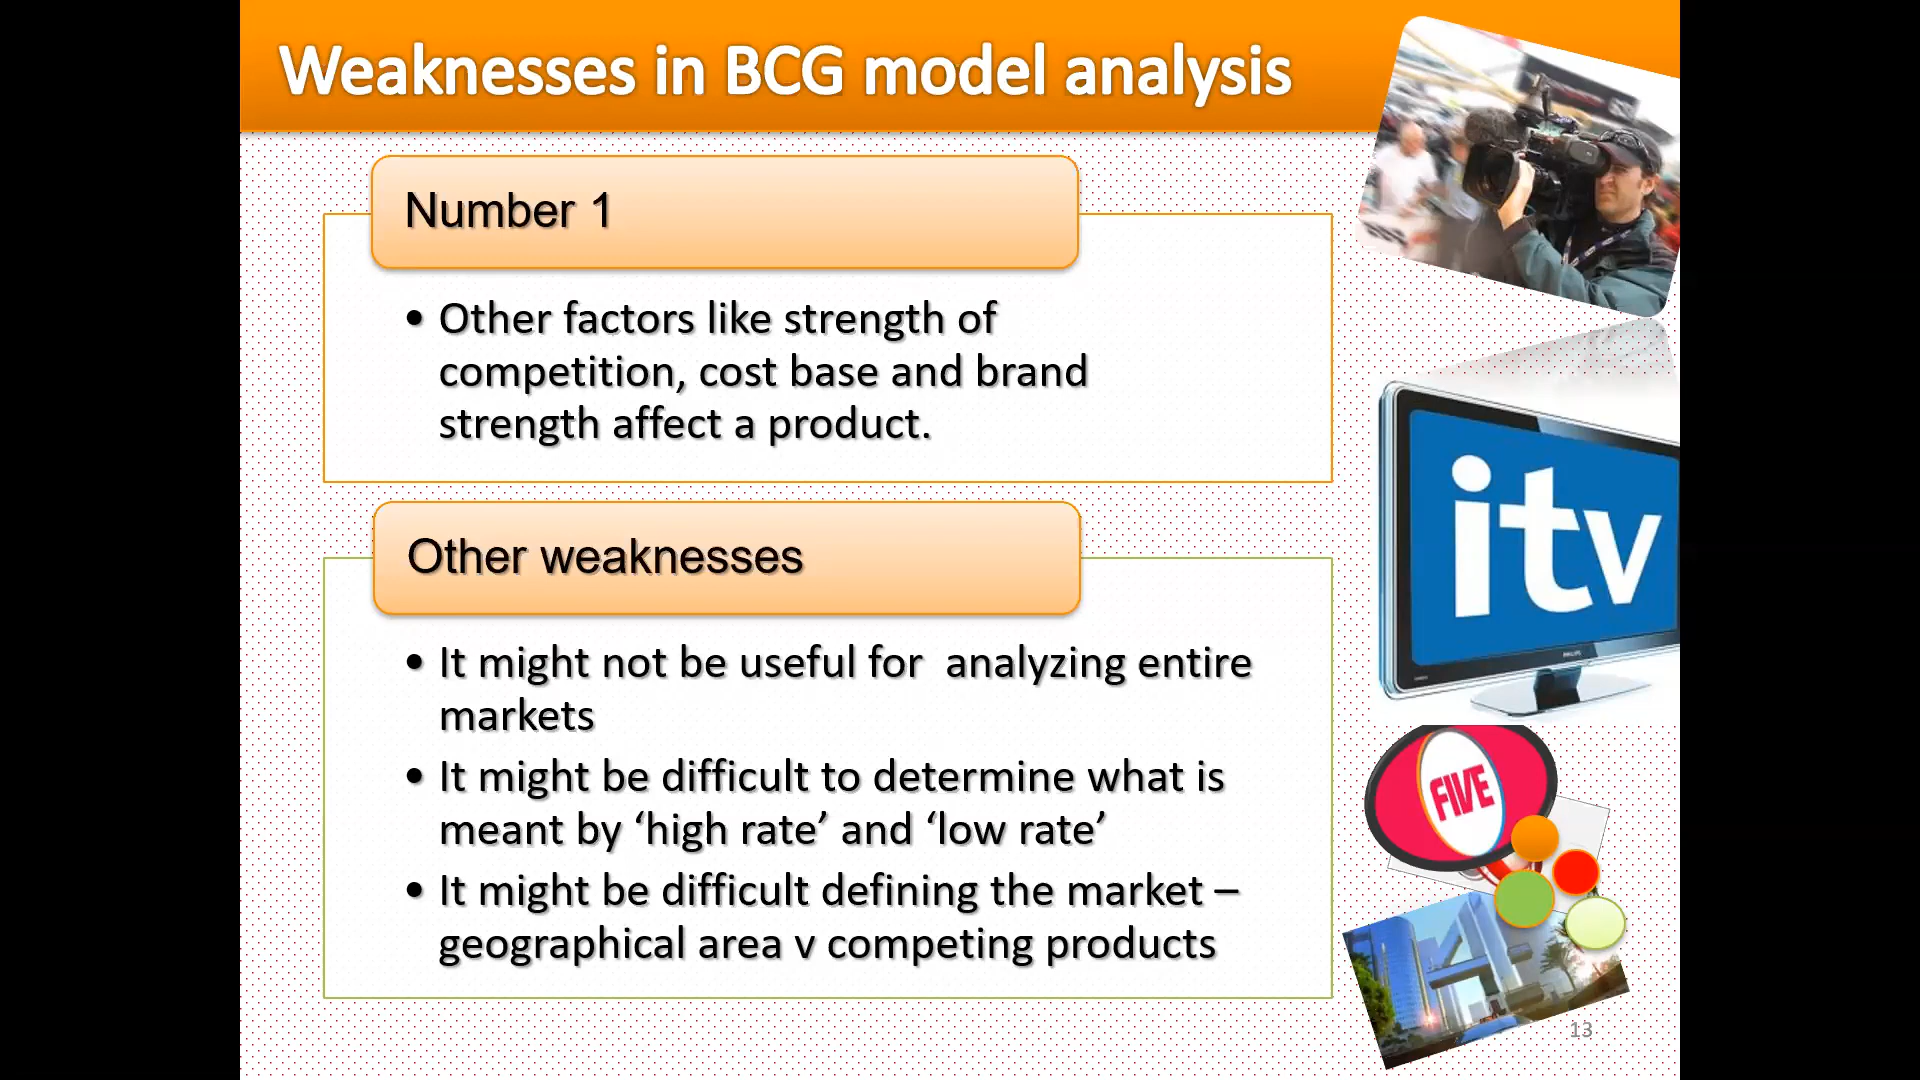 Weaknesses in BCG model analysis
Number 1
• Other factors like strength of
competition, cost base and brand
strength affect a product.
Other weaknesses
• It might not be useful for  analyzing entire
markets
• It might be difficult to determine what is
meant by ‘high rate’ and ‘low rate’
• It might be difficult defining the market –
geographical area v competing products
itv
PHILIPS
FIVE
13